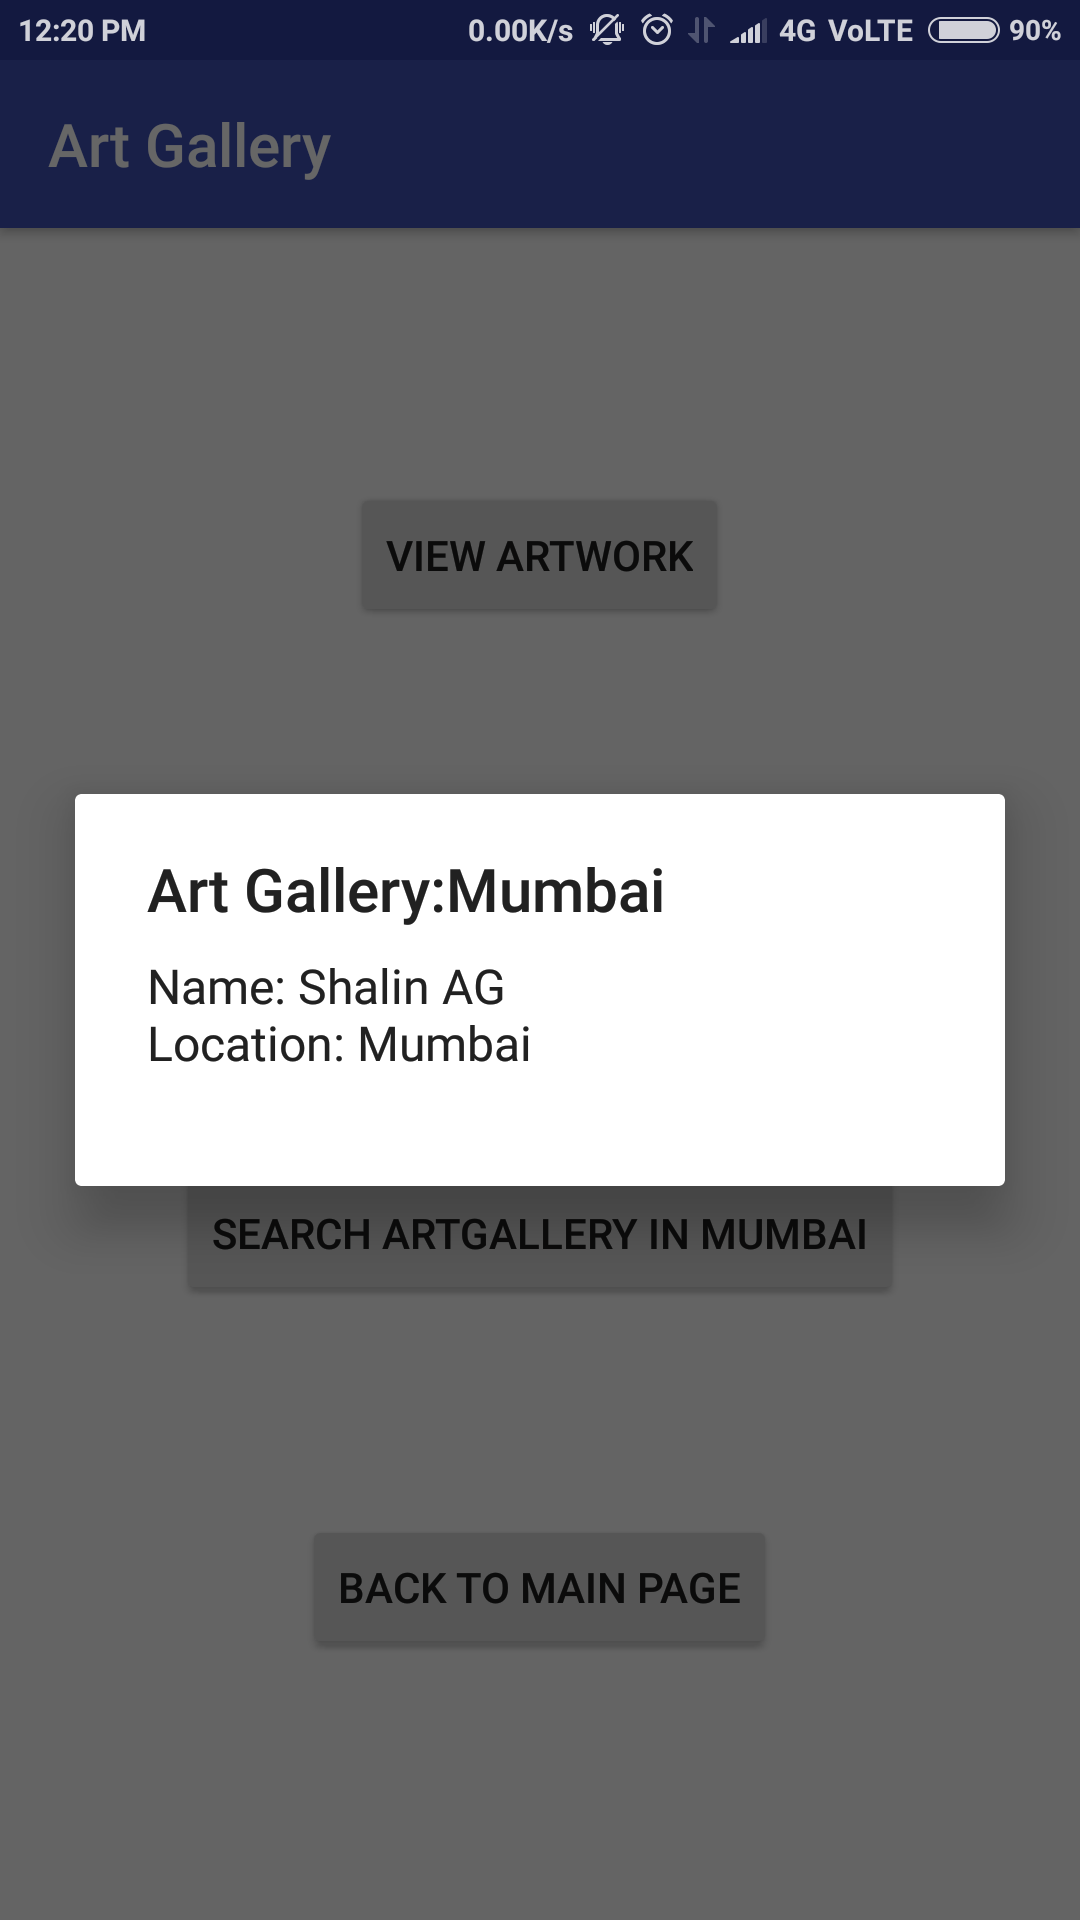 12:20 PM 0.00K/s 4G VoLTE 90%
Art Gallery
VIEW ARTWORK
Art Gallery:Mumbai
Name: Shalin AG
Location: Mumbai
SEARCH ARTGALLERY IN MUMBAI
BACK TO MAIN PAGE